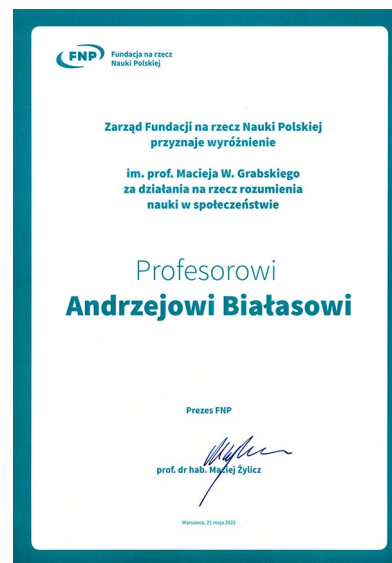 FNP
Fundacja na rzecz
Nauki Polskiej
Zarząd Fundacji na rzecz Nauki Polskiej
przyznaje wyróżnienie
im. prof. Macieja W. Grabskiego
za działania na rzecz rozumienia
nauki w społeczeństwie
Profesorowi
Andrzejowi Białasowi
Prezes FNP
prof. dr hab. Maciej Żylicz
Warszawa, 21 maja 2022